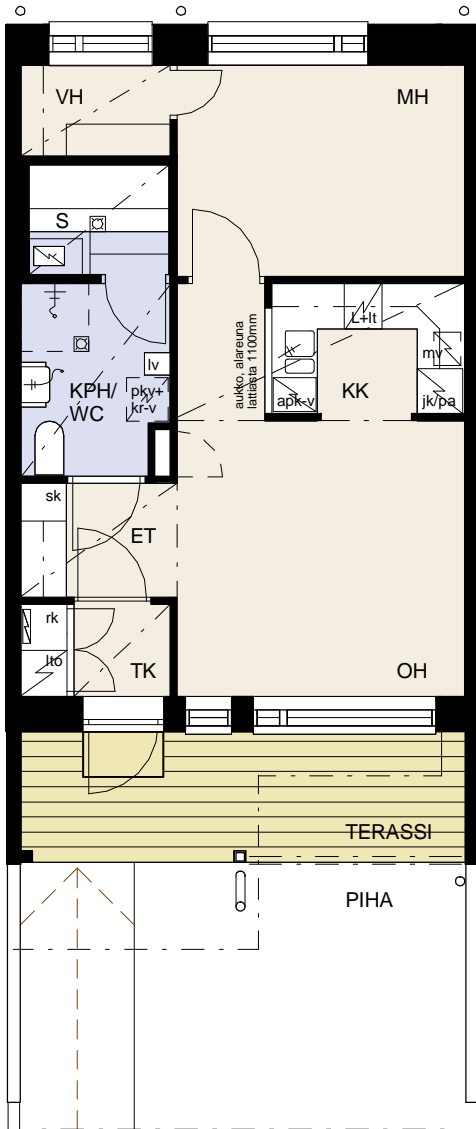 VH
MH
S
aukko, alareuna
lattiasta 1100mm
L+lt
mv
lv
KPH/
WC
pkv+
kr-v
apk-v
KK
jk/pa
sk
ET
rk
lto
TK
OH
TERASSI
PIHA